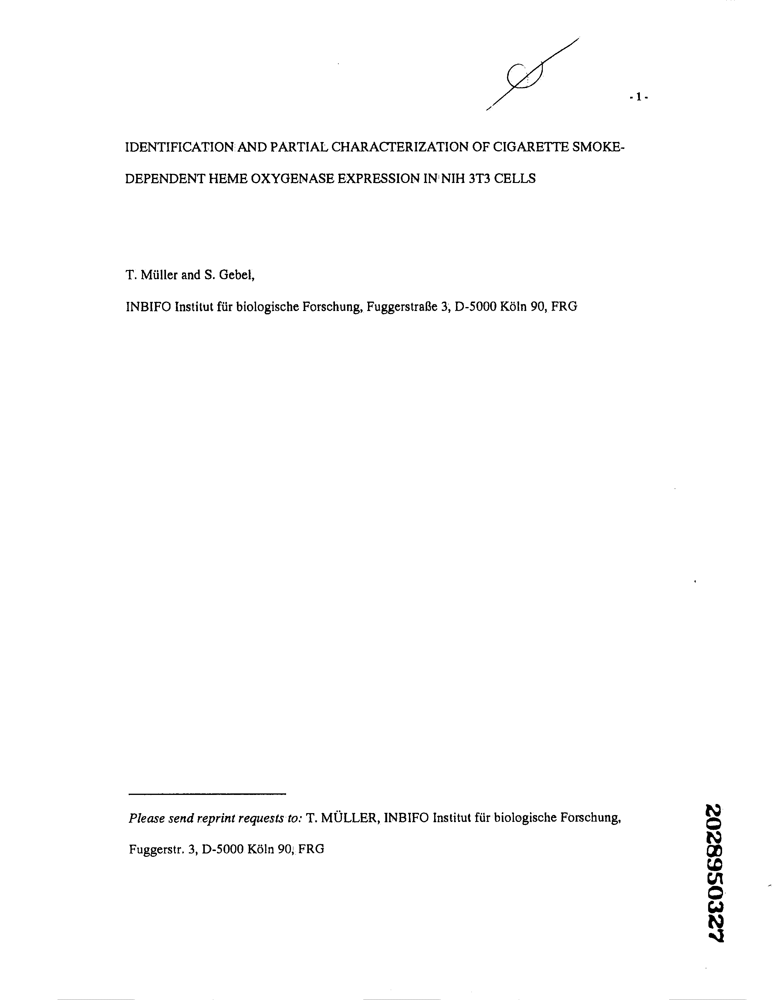 - 1 -
IDENTIFICATION AND PARTIAL CHARACTERIZATION OF CIGARETTE SMOKE-
DEPENDENT HEME OXYGENASE EXPRESSION IN NIH 3T3 CELLS
T. Müller and S. Gebel,
INBIFO Institut für biologische Forschung, Fuggerstraße 3, D-5000 Köln 90, FRG
Please send reprint requests to: T. MÜLLER, INBIFO Institut für biologische Forschung,
Fuggerstr. 3, D-5000 Köln 90, FRG
2028950327